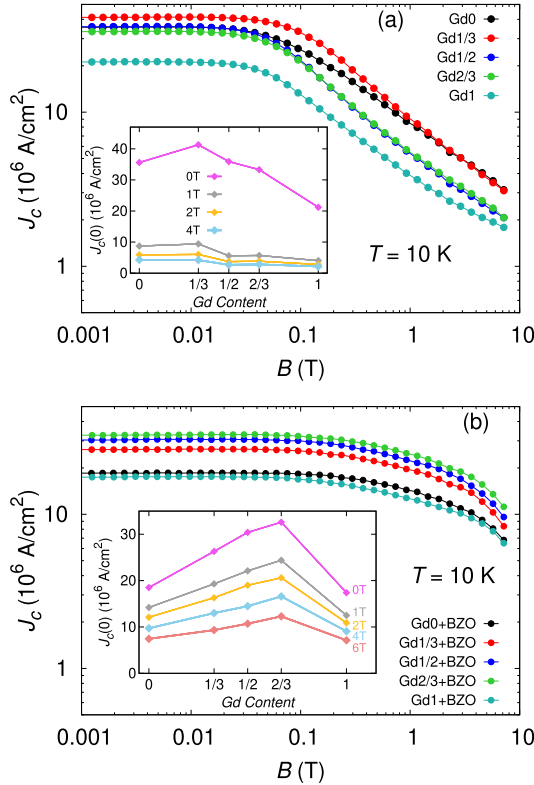 (a)
Gd0
Gd1/3
Gd1/2
Gd2/3
Gd1
10
1
J_c (10^6 A/cm^2)
40
30
20
10
0
J_c(0) (10^6 A/cm^2)
0T
1T
2T
4T
0 1/3 1/2 2/3 1
Gd Content
T = 10 K
0.001 0.01 0.1 1 10
B (T)
(b)
10
1
J_c (10^6 A/cm^2)
30
20
10
0
J_c(0) (10^6 A/cm^2)
0T
1T
2T
4T
6T
0 1/3 1/2 2/3 1
Gd Content
T = 10 K
Gd0+BZO
Gd1/3+BZO
Gd1/2+BZO
Gd2/3+BZO
Gd1+BZO
0.001 0.01 0.1 1 10
B (T)